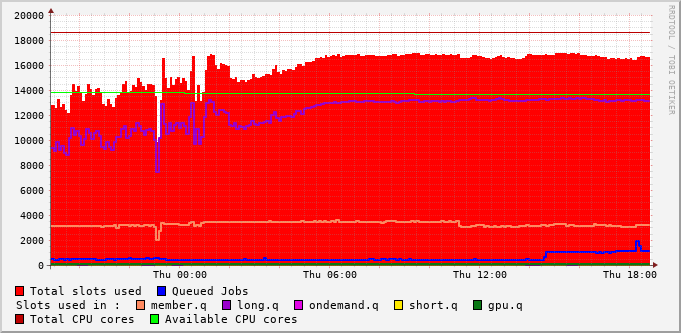 20000
18000
16000
14000
12000
10000
8000
6000
4000
2000
0
Thu 00:00 Thu 06:00 Thu 12:00 Thu 18:00
RRDTOOL / TOBI OETIKER
Total slots used Queued Jobs
Slots used in : member.q long.q ondemand.q short.q gpu.q
Total CPU cores Available CPU cores